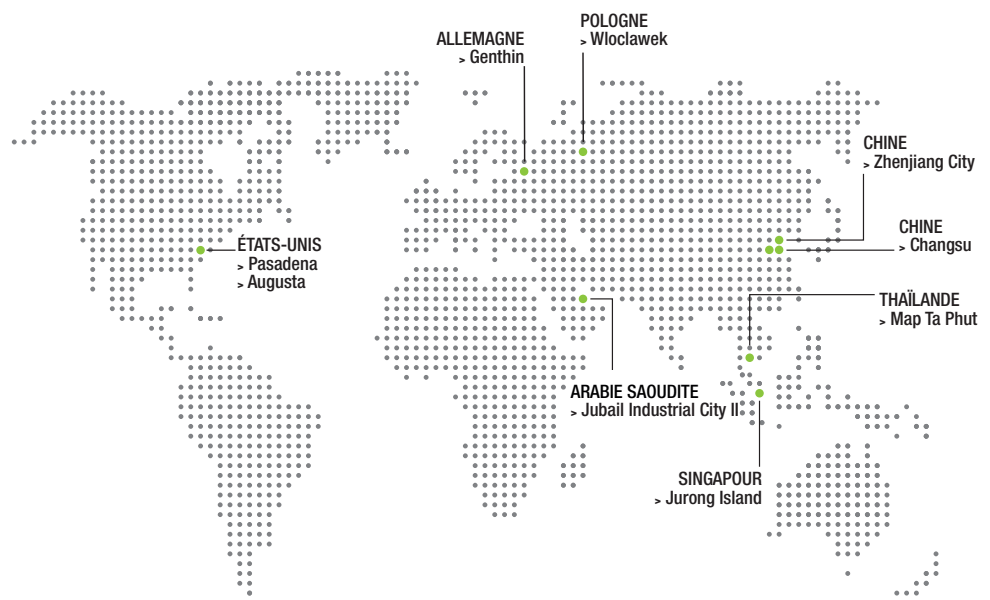 POLOGNE
> Wloclawek
ALLEMAGNE
> Genthin
CHINE
> Zhenjiang City
CHINE
> Changsu
ÉTATS-UNIS
> Pasadena
> Augusta
THAÏLANDE
> Map Ta Phut
ARABIE SAOUDITE
> Jubail Industrial City II
SINGAPOUR
> Jurong Island